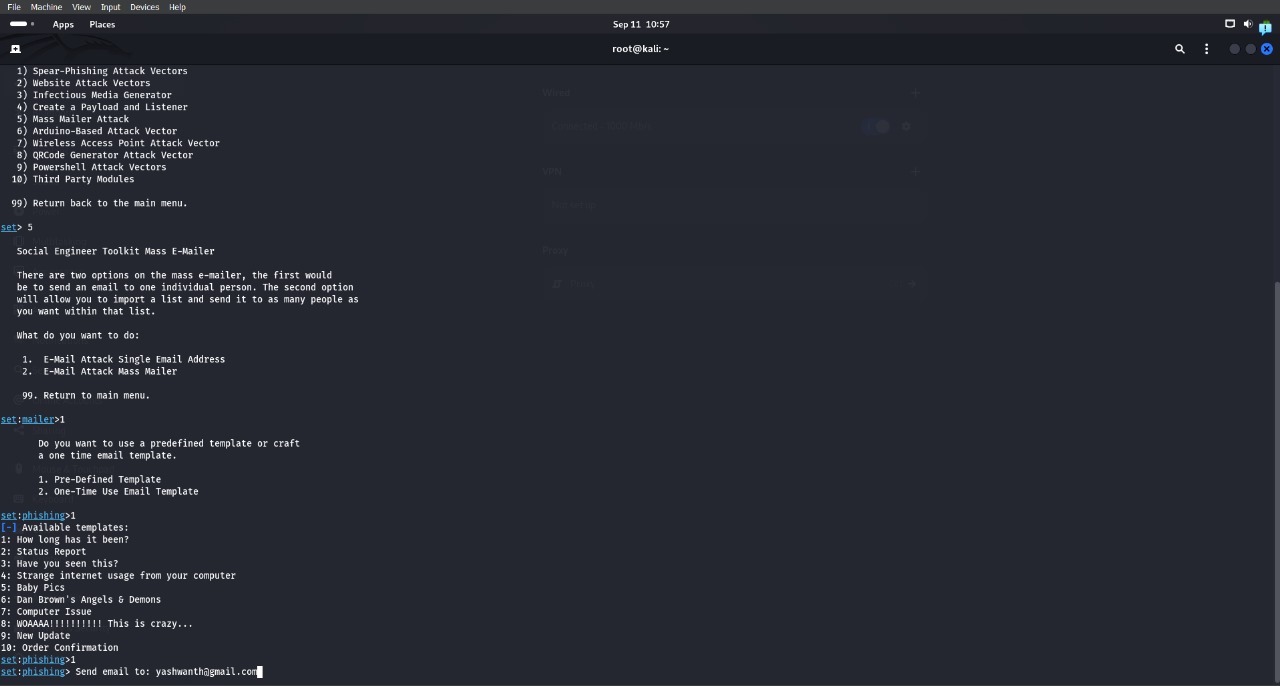 File Machine View Input Devices Help
Apps Places Sep 11 10:57
root@kali: ~
1) Spear-Phishing Attack Vectors
2) Website Attack Vectors
3) Infectious Media Generator
4) Create a Payload and Listener
5) Mass Mailer Attack
6) Arduino-Based Attack Vector
7) Wireless Access Point Attack Vector
8) QRCode Generator Attack Vector
9) Powershell Attack Vectors
10) Third Party Modules
99) Return back to the main menu.
set> 5
Social Engineer Toolkit Mass E-Mailer
There are two options on the mass e-mailer, the first would
be to send an email to one individual person. The second option
will allow you to import a list and send it to as many people as
you want within that list.
What do you want to do:
1. E-Mail Attack Single Email Address
2. E-Mail Attack Mass Mailer
99. Return to main menu.
set:mailer>1
Do you want to use a predefined template or craft
a one time email template.
1. Pre-Defined Template
2. One-Time Use Email Template
set:phishing>1
[-] Available templates:
1: How long has it been?
2: Status Report
3: Have you seen this?
4: Strange internet usage from your computer
5: Baby Pics
6: Dan Brown's Angels & Demons
7: Computer Issue
8: WOAAAA!!!!!!!!!! This is crazy...
9: New Update
10: Order Confirmation
set:phishing>1
set:phishing> Send email to: yashwanth@gmail.com
Wired
VPN
Proxy
Proxy